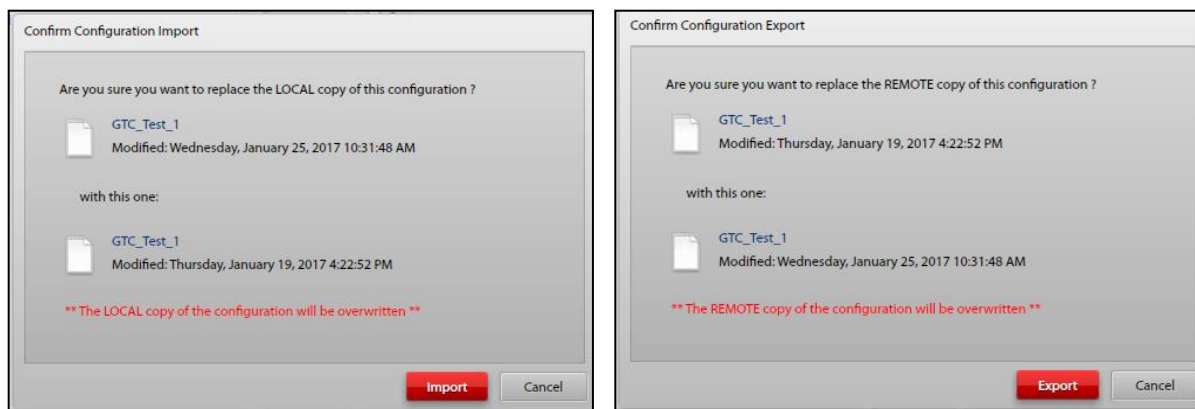 Confirm Configuration Import
Are you sure you want to replace the LOCAL copy of this configuration ?
GTC_Test_1
Modified: Wednesday, January 25, 2017 10:31:48 AM
with this one:
GTC_Test_1
Modified: Thursday, January 19, 2017 4:22:52 PM
** The LOCAL copy of the configuration will be overwritten **
Import
Cancel
Confirm Configuration Export
Are you sure you want to replace the REMOTE copy of this configuration ?
GTC_Test_1
Modified: Thursday, January 19, 2017 4:22:52 PM
with this one:
GTC_Test_1
Modified: Wednesday, January 25, 2017 10:31:48 AM
** The REMOTE copy of the configuration will be overwritten **
Export
Cancel